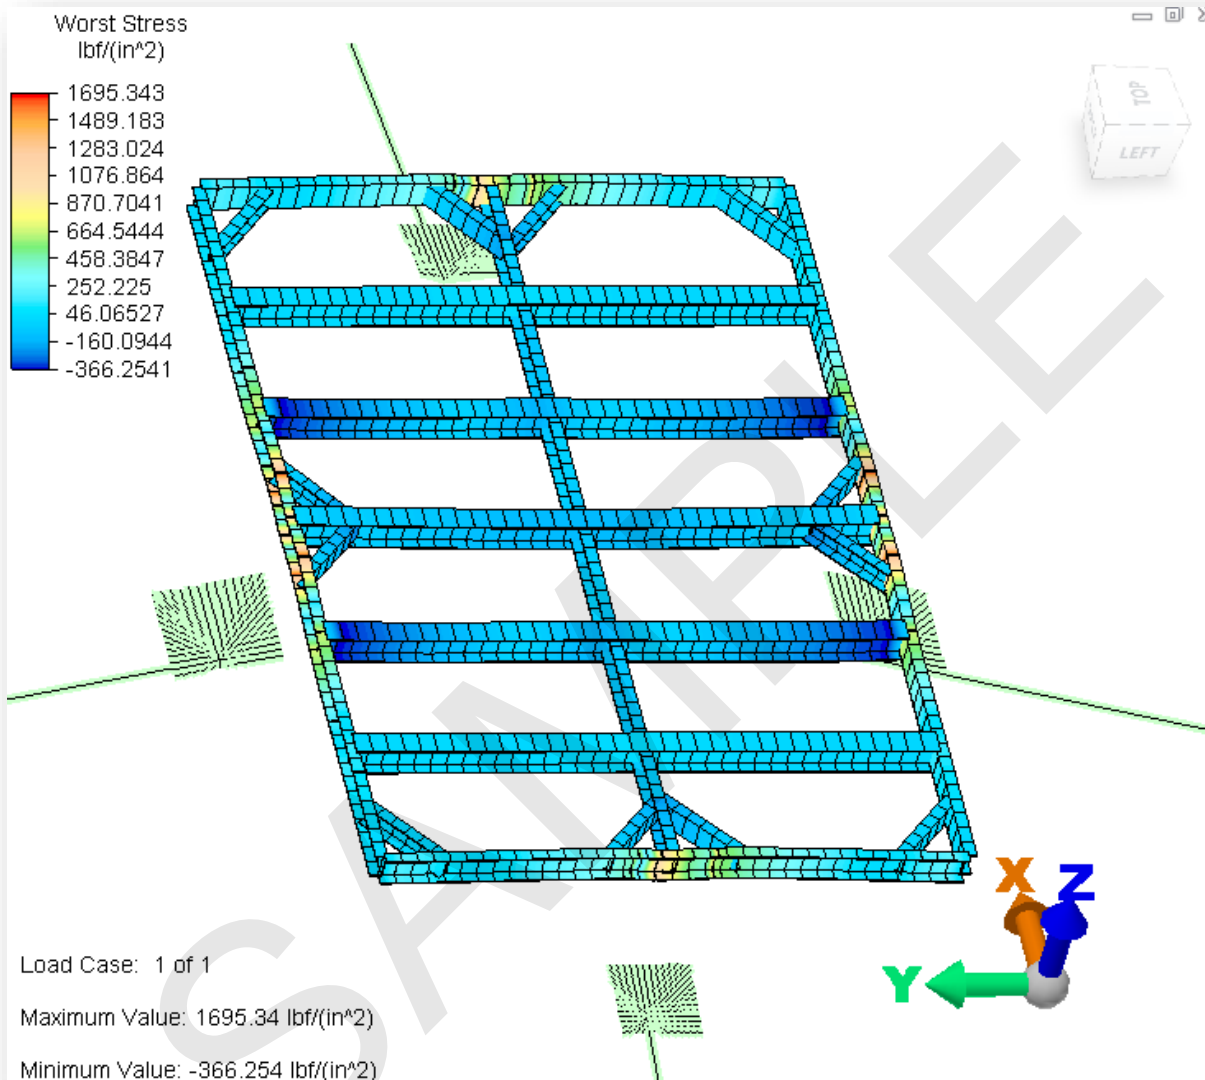 Worst Stress
lbf/(in^2)
1695.343
1489.183
1283.024
1076.864
870.7041
664.5444
458.3847
252.225
46.06527
-160.0944
-366.2541
TOP
LEFT
SAMPLE
X
Z
Y
Load Case: 1 of 1
Maximum Value: 1695.34 lbf/(in^2)
Minimum Value: -366.254 lbf/(in^2)